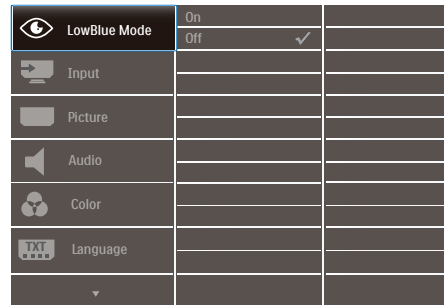 LowBlue Mode
On
Off
Input
Picture
Audio
Color
TXT
Language